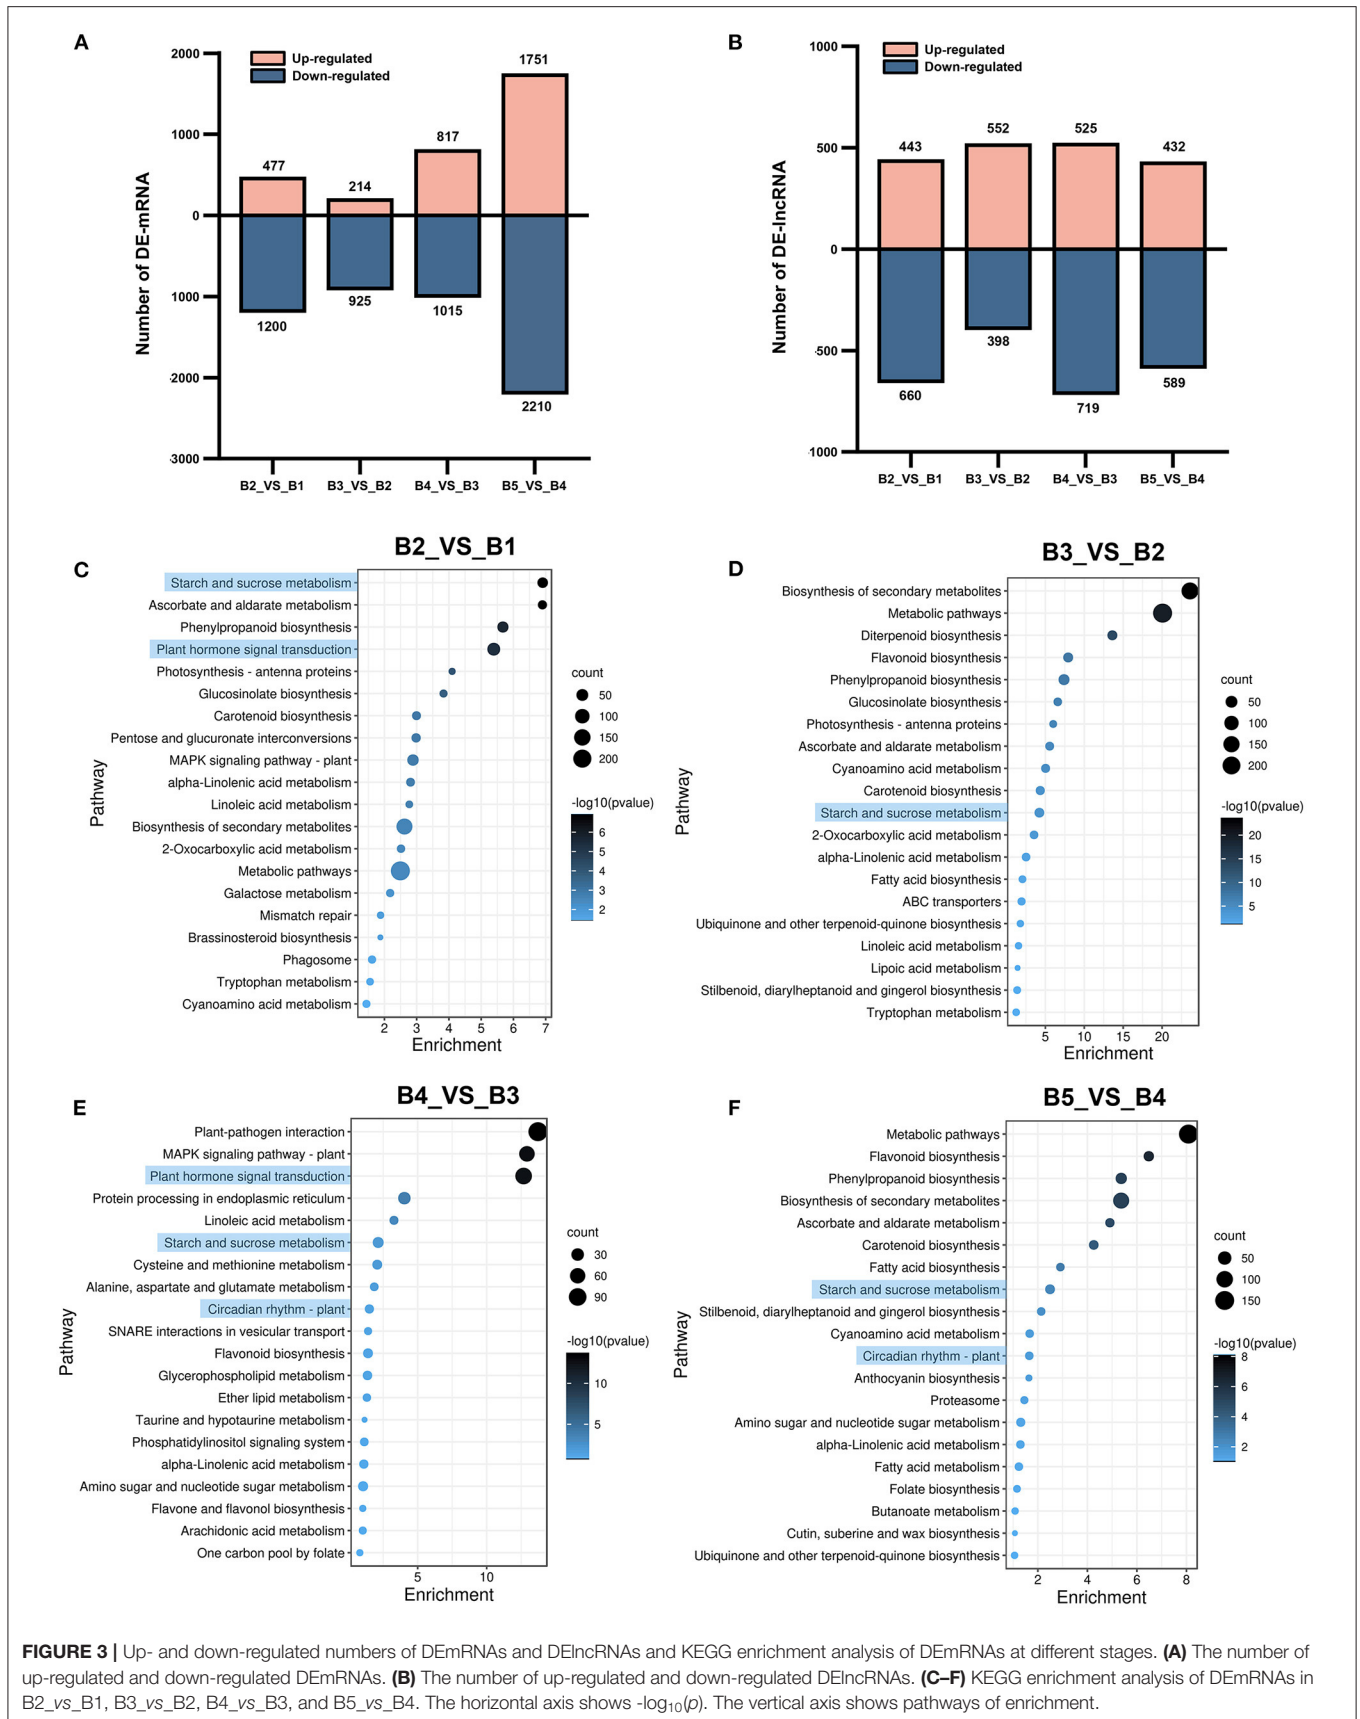 A
2000
1000
0
1000
2000
3000
Number of DE-mRNA
Up-regulated
Down-regulated
477
214
817
1751
1200
925
1015
2210
B2_VS_B1
B3_VS_B2
B4_VS_B3
B5_VS_B4
B
1000
500
0
-500
1000
Number of DE-lncRNA
Up-regulated
Down-regulated
443
552
525
432
660
398
719
589
B2_VS_B1
B3_VS_B2
B4_VS_B3
B5_VS_B4
C
B2_VS_B1
Pathway
Starch and sucrose metabolism
Ascorbate and aldarate metabolism
Phenylpropanoid biosynthesis
Plant hormone signal transduction
Photosynthesis - antenna proteins
Glucosinolate biosynthesis
Carotenoid biosynthesis
Pentose and glucuronate interconversions
MAPK signaling pathway - plant
alpha-Linolenic acid metabolism
Linoleic acid metabolism
Biosynthesis of secondary metabolites
2-Oxocarboxylic acid metabolism
Metabolic pathways
Galactose metabolism
Mismatch repair
Brassinosteroid biosynthesis
Phagosome
Tryptophan metabolism
Cyanoamino acid metabolism
2 3 4 5 6 7
Enrichment
count
50
100
150
200
-log10(pvalue)
6
5
4
3
2
D
B3_VS_B2
Pathway
Biosynthesis of secondary metabolites
Metabolic pathways
Diterpenoid biosynthesis
Flavonoid biosynthesis
Phenylpropanoid biosynthesis
Glucosinolate biosynthesis
Photosynthesis - antenna proteins
Ascorbate and aldarate metabolism
Cyanoamino acid metabolism
Carotenoid biosynthesis
Starch and sucrose metabolism
2-Oxocarboxylic acid metabolism
alpha-Linolenic acid metabolism
Fatty acid biosynthesis
ABC transporters
Ubiquinone and other terpenoid-quinone biosynthesis
Linoleic acid metabolism
Lipoic acid metabolism
Stilbenoid, diarylheptanoid and gingerol biosynthesis
Tryptophan metabolism
5 10 15 20
Enrichment
count
50
100
150
200
-log10(pvalue)
20
15
10
5
E
B4_VS_B3
Pathway
Plant-pathogen interaction
MAPK signaling pathway - plant
Plant hormone signal transduction
Protein processing in endoplasmic reticulum
Linoleic acid metabolism
Starch and sucrose metabolism
Cysteine and methionine metabolism
Alanine, aspartate and glutamate metabolism
Circadian rhythm - plant
SNARE interactions in vesicular transport
Flavonoid biosynthesis
Glycerophospholipid metabolism
Ether lipid metabolism
Taurine and hypotaurine metabolism
Phosphatidylinositol signaling system
alpha-Linolenic acid metabolism
Amino sugar and nucleotide sugar metabolism
Flavone and flavonol biosynthesis
Arachidonic acid metabolism
One carbon pool by folate
5 10
Enrichment
count
30
60
90
-log10(pvalue)
10
5
F
B5_VS_B4
Pathway
Metabolic pathways
Flavonoid biosynthesis
Phenylpropanoid biosynthesis
Biosynthesis of secondary metabolites
Ascorbate and aldarate metabolism
Carotenoid biosynthesis
Fatty acid biosynthesis
Starch and sucrose metabolism
Stilbenoid, diarylheptanoid and gingerol biosynthesis
Cyanoamino acid metabolism
Circadian rhythm - plant
Anthocyanin biosynthesis
Proteasome
Amino sugar and nucleotide sugar metabolism
alpha-Linolenic acid metabolism
Fatty acid metabolism
Folate biosynthesis
Butanoate metabolism
Cutin, suberine and wax biosynthesis
Ubiquinone and other terpenoid-quinone biosynthesis
2 4 6 8
Enrichment
count
50
100
150
-log10(pvalue)
8
6
4
2
FIGURE 3 | Up- and down-regulated numbers of DEmRNAs and DElncRNAs and KEGG enrichment analysis of DEmRNAs at different stages. (A) The number of
up-regulated and down-regulated DEmRNAs. (B) The number of up-regulated and down-regulated DElncRNAs. (C–F) KEGG enrichment analysis of DEmRNAs in
B2_vs_B1, B3_vs_B2, B4_vs_B3, and B5_vs_B4. The horizontal axis shows -log10(p). The vertical axis shows pathways of enrichment.